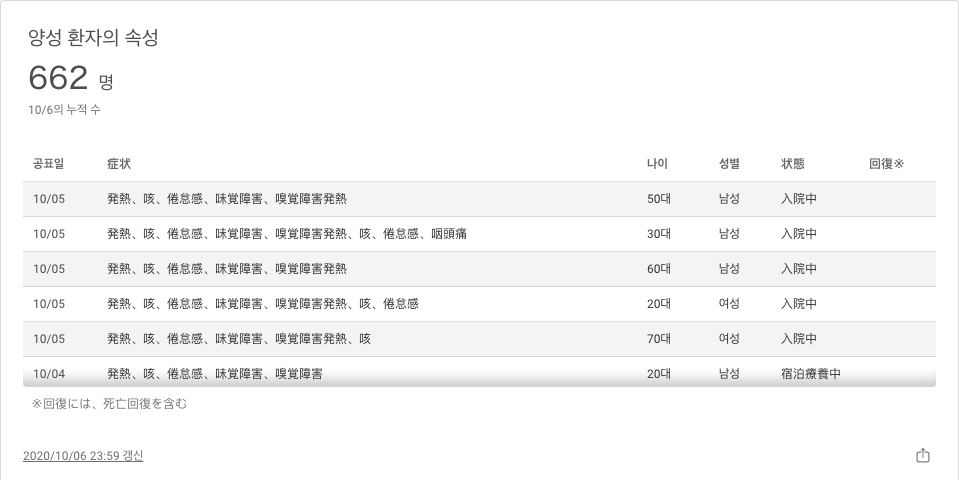 양성 환자의 속성
662 명
10/6의 누적 수
공표일 症状 나이 성별 状態 回復※
10/05 発熱、咳、倦怠感、味覚障害、嗅覚障害発熱 50대 남성 入院中
10/05 発熱、咳、倦怠感、味覚障害、嗅覚障害発熱、咳、倦怠感、咽頭痛 30대 남성 入院中
10/05 発熱、咳、倦怠感、味覚障害、嗅覚障害発熱 60대 남성 入院中
10/05 発熱、咳、倦怠感、味覚障害、嗅覚障害発熱、咳、倦怠感 20대 여성 入院中
10/05 発熱、咳、倦怠感、味覚障害、嗅覚障害発熱、咳 70대 여성 入院中
10/04 発熱、咳、倦怠感、味覚障害、嗅覚障害 20대 남성 宿泊療養中
※回復には、死亡回復を含む
2020/10/06 23:59 갱신